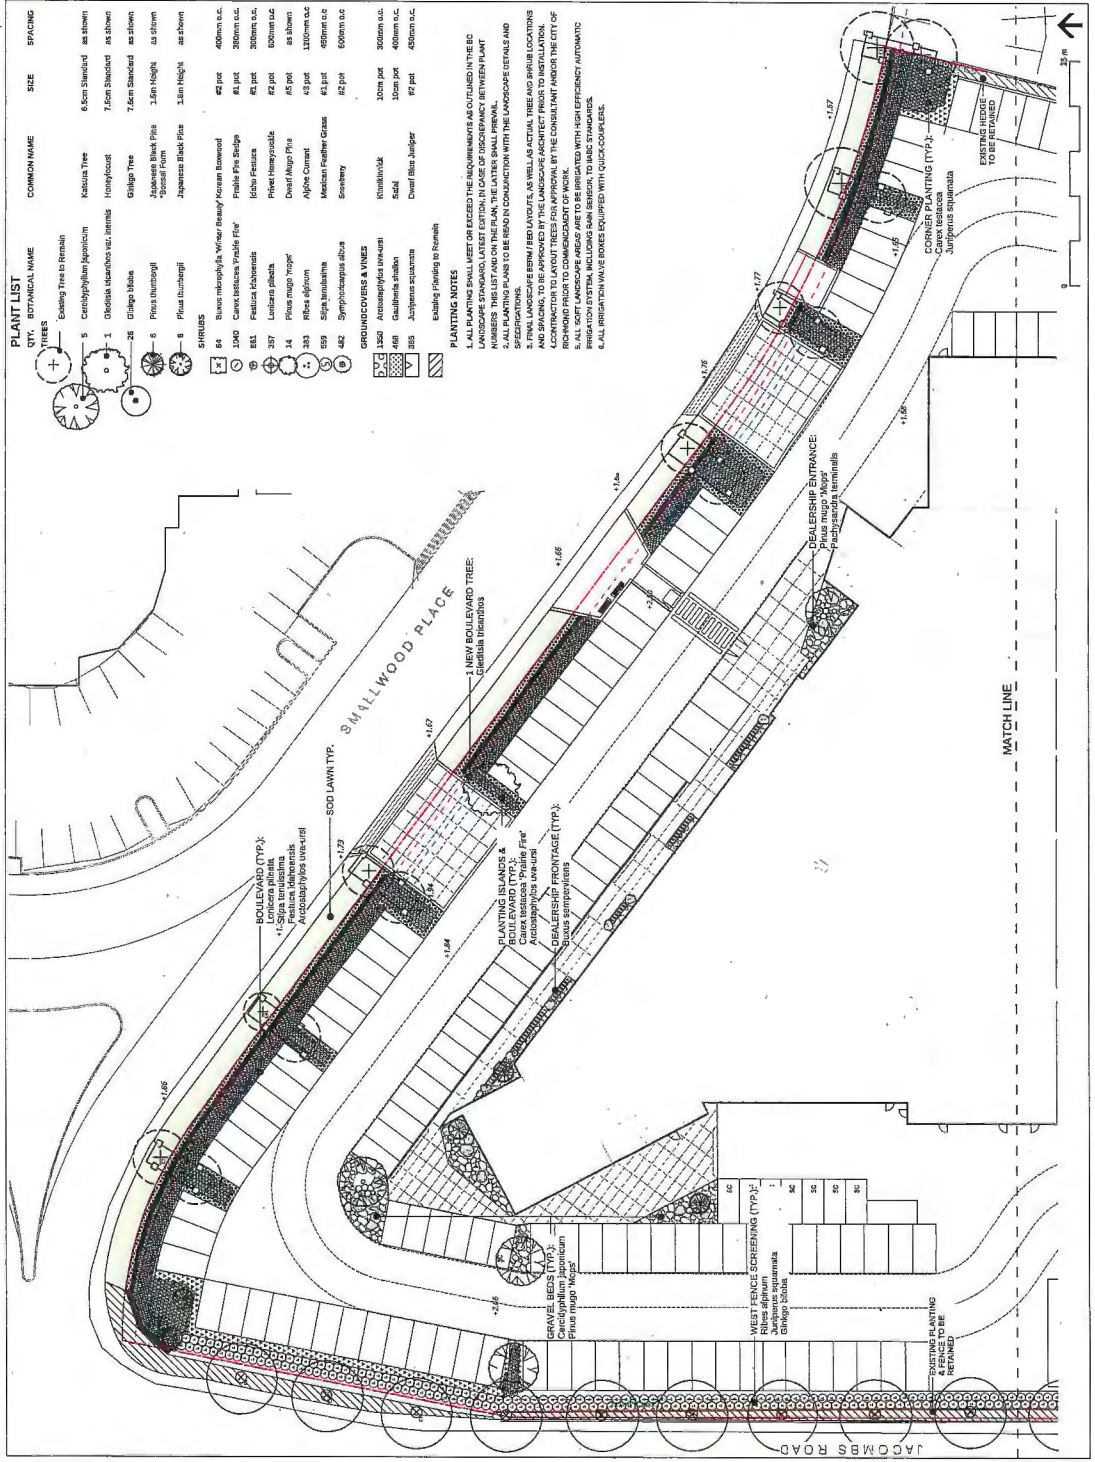 PLANT LIST
QTY. BOTANICAL NAME COMMON NAME SIZE SPACING
TREES
Existing Tree to Remain
5 Cercidyphyllum japonicum Katsura Tree 6.5cm Standard as shown
1 Gleditsia triacanthos var. inermis Honeylocust 7.5cm Standard as shown
26 Ginkgo biloba Ginkgo Tree 7.5cm Standard as shown
6 Pinus thunbergii Japanese Black Pine 1.5m Height as shown
*Bonsai Form
6 Pinus thunbergii Japanese Black Pine 1.8m Height as shown
SHRUBS
64 Buxus microphylla 'Winter Beauty' Korean Boxwood #2 pot 400mm o.c.
1040 Carex testacea 'Prairie Fire' Prairie Fire Sedge #1 pot 380mm o.c.
861 Festuca idahoensis Idaho Festuca #1 pot 300mm o.c.
357 Lonicera pileata Privet Honeysuckle #2 pot 600mm o.c
14 Pinus mugo 'mops' Dwarf Mugo Pine #5 pot as shown
283 Ribes alpinum Alpine Currant #3 pot 1200mm o.c
559 Stipa tenuissima Mexican Feather Grass #1 pot 450mm o.c
482 Symphoricarpus albus Snowberry #2 pot 600mm o.c
GROUNDCOVERS & VINES
1350 Arctostaphylos uva-ursi Kinnikinnick 10cm pot 300mm o.c.
468 Gaultheria shallon Salal 10cm pot 400mm o.c.
385 Juniperus squamata Dwarf Blue Juniper #2 pot 450mm o.c.
Existing Planting to Remain
PLANTING NOTES
1. ALL PLANTING SHALL MEET OR EXCEED THE REQUIREMENTS AS OUTLINED IN THE BC
LANDSCAPE STANDARD, LATEST EDITION. IN CASE OF DISCREPANCY BETWEEN PLANT
NUMBERS THIS LIST AND ON THE PLAN, THE LATTER SHALL PREVAIL.
2. ALL PLANTING PLANS TO BE READ IN CONJUNCTION WITH THE LANDSCAPE DETAILS AND
SPECIFICATIONS.
3. FINAL LANDSCAPE BERM / BED LAYOUTS, AS WELL AS ACTUAL TREE AND SHRUB LOCATIONS
AND SPACING, TO BE APPROVED BY THE LANDSCAPE ARCHITECT PRIOR TO INSTALLATION.
4. CONTRACTOR TO LAYOUT TREES FOR APPROVAL BY THE CONSULTANT AND/OR THE CITY OF
RICHMOND PRIOR TO COMMENCEMENT OF WORK.
5. ALL 'SOFT LANDSCAPE AREAS' ARE TO BE IRRIGATED WITH HIGH EFFICIENCY AUTOMATIC
IRRIGATION SYSTEM, INCLUDING RAIN SENSOR, TO IIABC STANDARDS.
6. ALL IRRIGATION VALVE BOXES EQUIPPED WITH QUICK-COUPLERS.
SMALLWOOD PLACE
SOD LAWN TYP.
BOULEVARD (TYP.):
Lonicera pileata
Stipa tenuissima
Festuca idahoensis
Arctostaphylos uva-ursi
1 NEW BOULEVARD TREE:
Gleditsia tricanthos
PLANTING ISLANDS &
BOULEVARD (TYP.):
Carex testacea 'Prairie Fire'
Arctostaphylos uva-ursi
DEALERSHIP FRONTAGE (TYP.):
Buxus sempervirens
DEALERSHIP ENTRANCE:
Pinus mugo 'Mops'
Pachysandra terminalis
CORNER PLANTING (TYP.):
Carex testacea
Juniperus squamata
EXISTING HEDGE
TO BE RETAINED
GRAVEL BEDS (TYP.):
Cercidyphllum japonicum
Pinus mugo 'Mops'
WEST FENCE SCREENING (TYP.):
Ribes alpinum
Juniperus squamata
Ginkgo biloba
EXISTING PLANTING
& FENCE TO BE
RETAINED
JACOMBS ROAD
MATCH LINE
+1.57
+1.55
+1.77
+1.76
+1.58
+1.66
+1.67
+1.73
+1.84
+1.86
SC
SC
SC
SC
SC
0
15 m